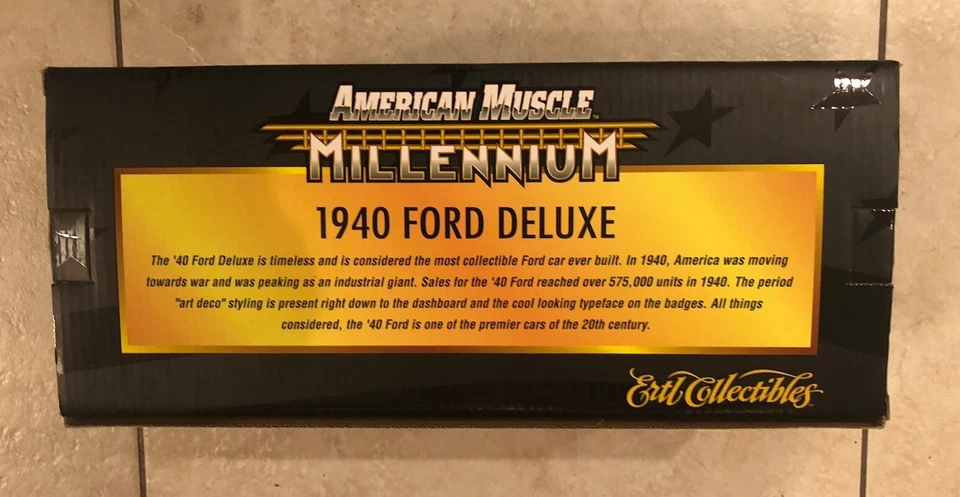 AMERICAN MUSCLE™
MILLENNIUM
1940 FORD DELUXE
The '40 Ford Deluxe is timeless and is considered the most collectible Ford car ever built. In 1940, America was moving
towards war and was peaking as an industrial giant. Sales for the '40 Ford reached over 575,000 units in 1940. The period
"art deco" styling is present right down to the dashboard and the cool looking typeface on the badges. All things
considered, the '40 Ford is one of the premier cars of the 20th century.
Ertl Collectibles™